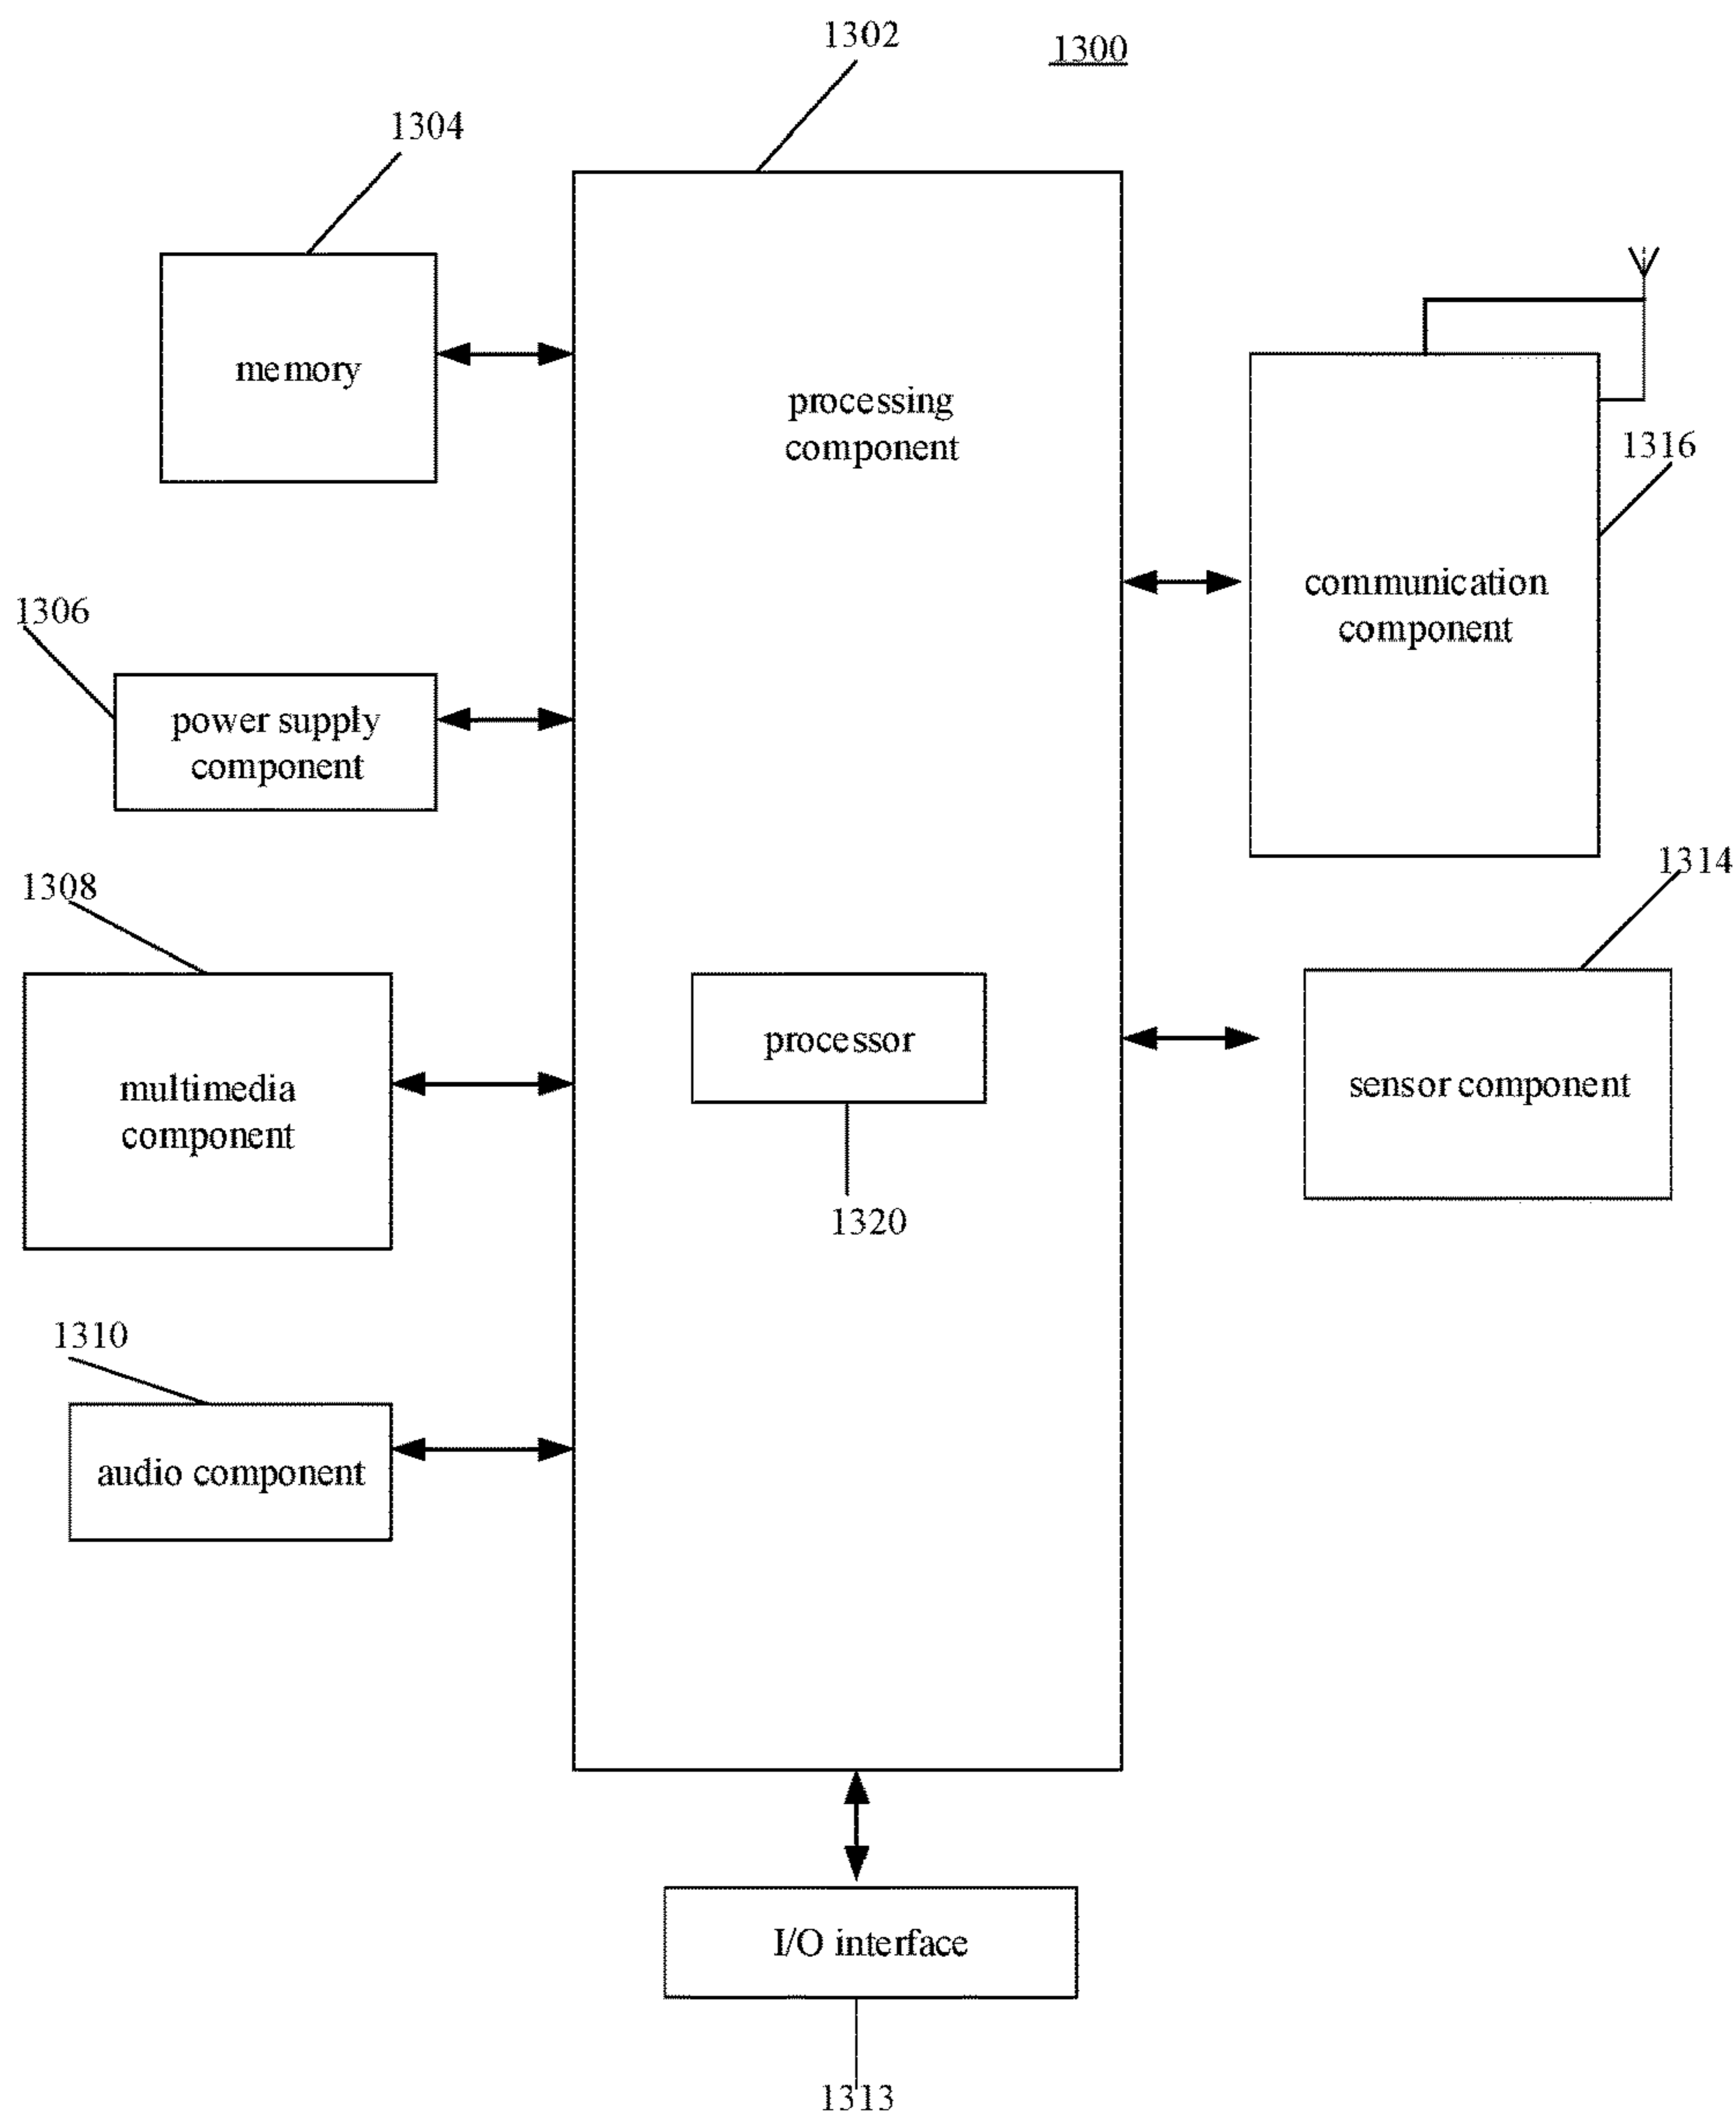 1302
1300
1304
memory
processing
component
1316
communication
component
1306
power supply
component
1308
1314
multimedia
component
processor
sensor component
1320
1310
audio component
I/O interface
1313